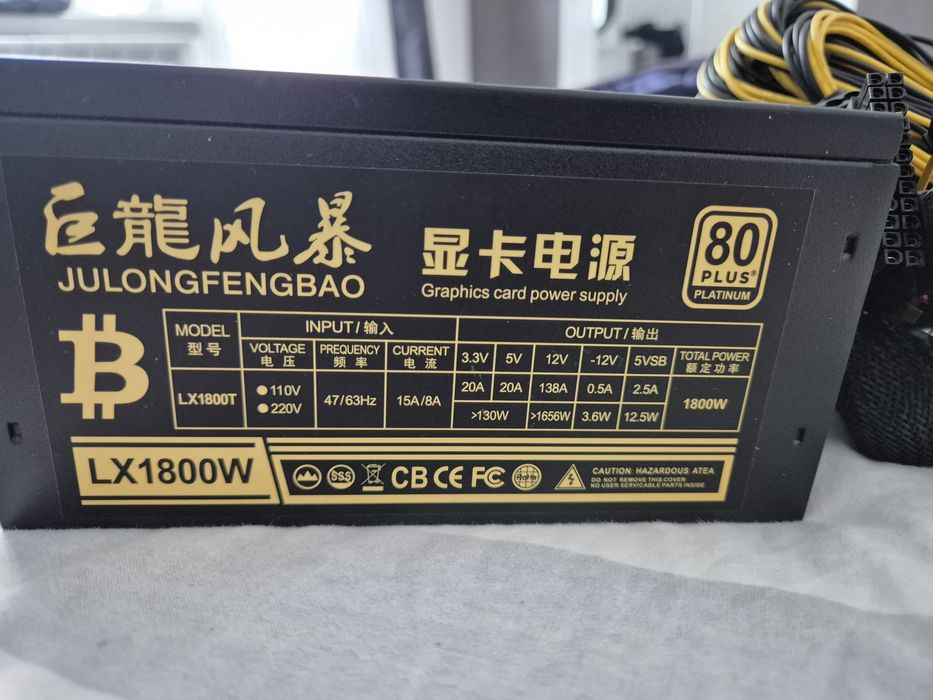 巨龍风暴
JULONGFENGBAO
显卡电源
Graphics card power supply
80
PLUS®
PLATINUM
MODEL
型号
INPUT / 输入
OUTPUT / 输出
VOLTAGE
电压
PREQUENCY
频率
CURRENT
电流
3.3V 5V 12V -12V 5VSB
TOTAL POWER
额定功率
LX1800T
110V
220V
47/63Hz
15A/8A
20A 20A 138A 0.5A 2.5A
>130W >1656W 3.6W 12.5W
1800W
LX1800W
SSS
CB CE FC
CAUTION: HAZARDOUS ATEA
DO NOT REMOVE THIS COVER
NO USER SERVICABLE PARTS INSIDE